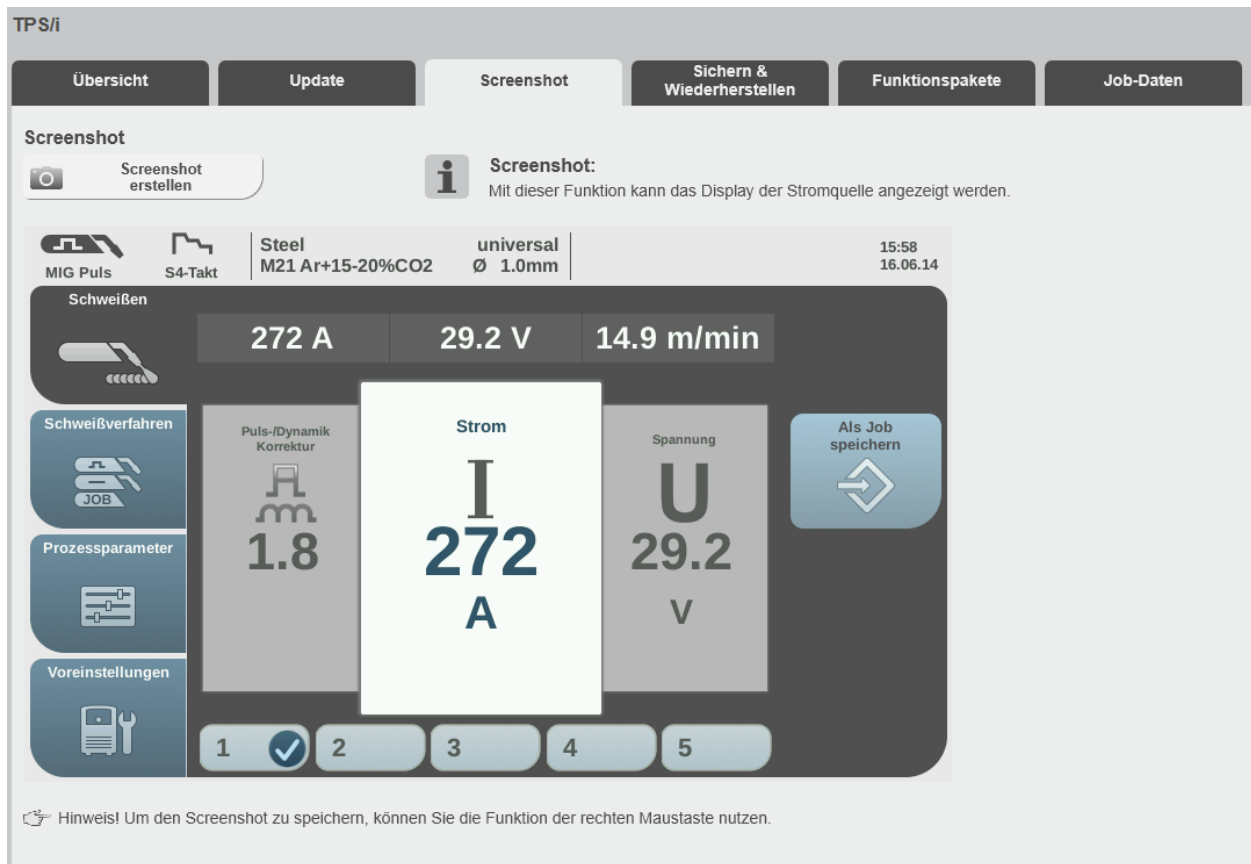 TPS/i
Übersicht
Update
Screenshot
Sichern &
Wiederherstellen
Funktionspakete
Job-Daten
Screenshot
Screenshot
erstellen
Screenshot:
Mit dieser Funktion kann das Display der Stromquelle angezeigt werden.
MIG Puls
S4-Takt
Steel universal
M21 Ar+15-20%CO2 Ø 1.0mm
15:58
16.06.14
Schweißen
272 A
29.2 V
14.9 m/min
Schweißverfahren
JOB
Prozessparameter
Voreinstellungen
Puls-/Dynamik
Korrektur
1.8
Strom
I
272
A
Spannung
U
29.2
V
Als Job
speichern
1
2
3
4
5
Hinweis! Um den Screenshot zu speichern, können Sie die Funktion der rechten Maustaste nutzen.